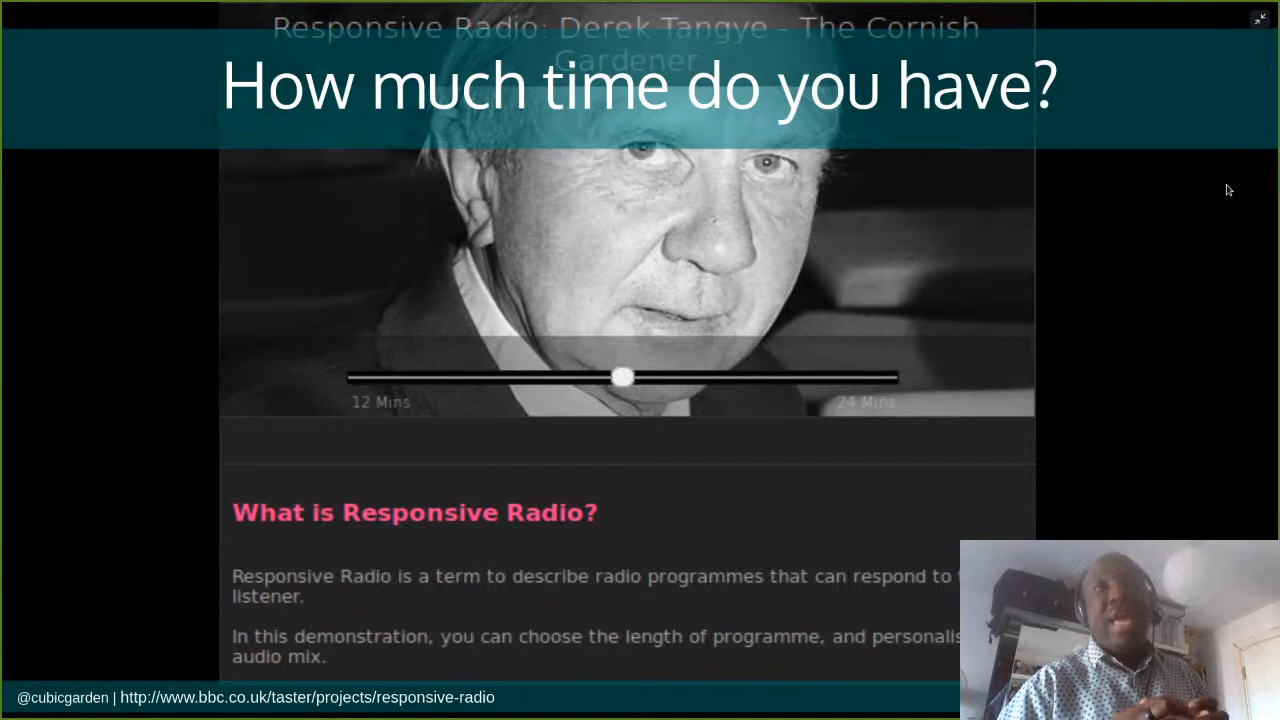 Responsive Radio: Derek Tangye - The Cornish
Gardener
How much time do you have?
12 Mins
24 Mins
What is Responsive Radio?
Responsive Radio is a term to describe radio programmes that can respond to
listener.
In this demonstration, you can choose the length of programme, and personalis
audio mix.
@cubicgarden | http://www.bbc.co.uk/taster/projects/responsive-radio